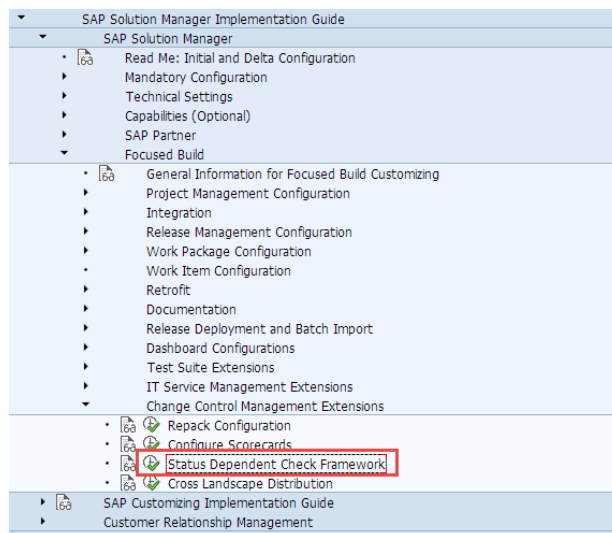 SAP Solution Manager Implementation Guide
SAP Solution Manager
Read Me: Initial and Delta Configuration
Mandatory Configuration
Technical Settings
Capabilities (Optional)
SAP Partner
Focused Build
General Information for Focused Build Customizing
Project Management Configuration
Integration
Release Management Configuration
Work Package Configuration
Work Item Configuration
Retrofit
Documentation
Release Deployment and Batch Import
Dashboard Configurations
Test Suite Extensions
IT Service Management Extensions
Change Control Management Extensions
Repack Configuration
Configure Scorecards
Status Dependent Check Framework
Cross Landscape Distribution
SAP Customizing Implementation Guide
Customer Relationship Management